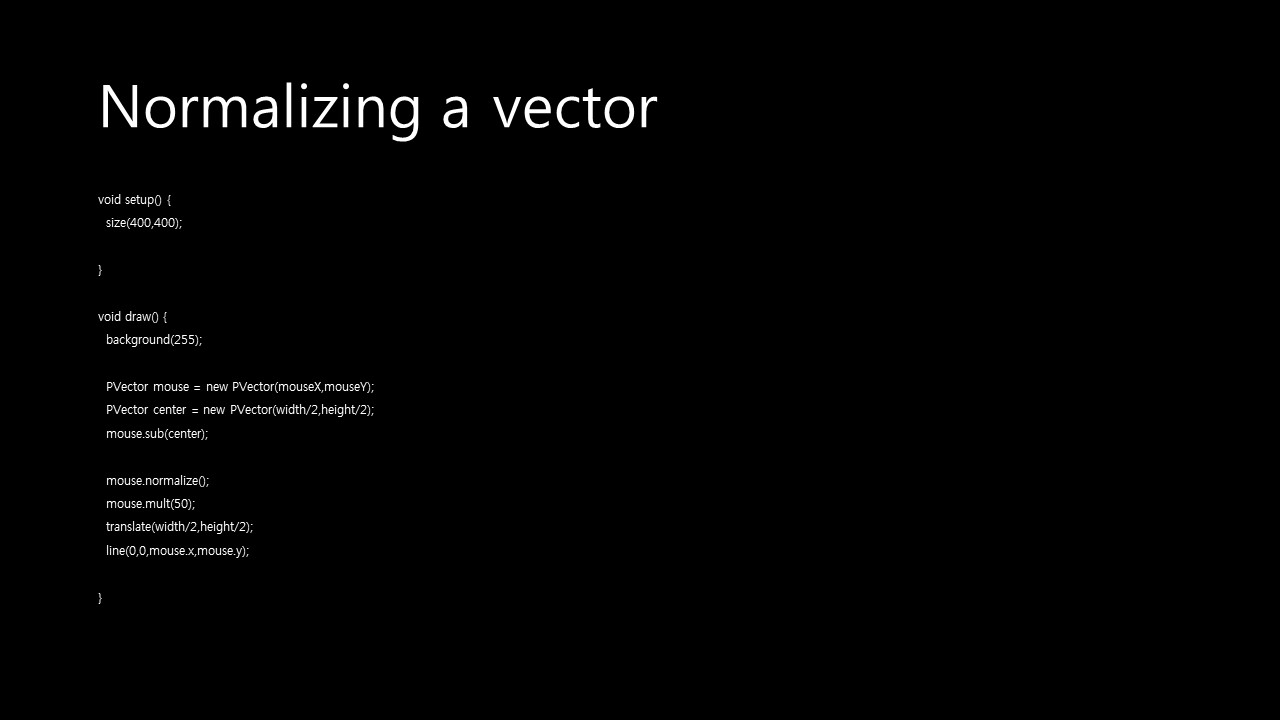 Normalizing a vector
void setup() {
  size(400,400);
}
void draw() {
  background(255);
  PVector mouse = new PVector(mouseX,mouseY);
  PVector center = new PVector(width/2,height/2);
  mouse.sub(center);
  mouse.normalize();
  mouse.mult(50);
  translate(width/2,height/2);
  line(0,0,mouse.x,mouse.y);
}